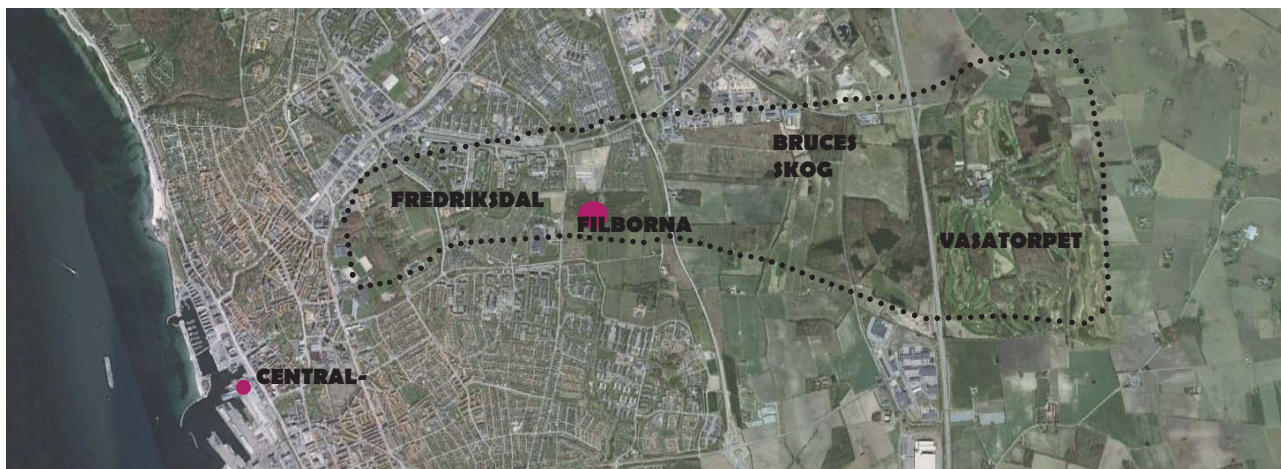 BRUCES
SKOG
FREDRIKSDAL
FILBORNA
VASATORPET
CENTRAL-